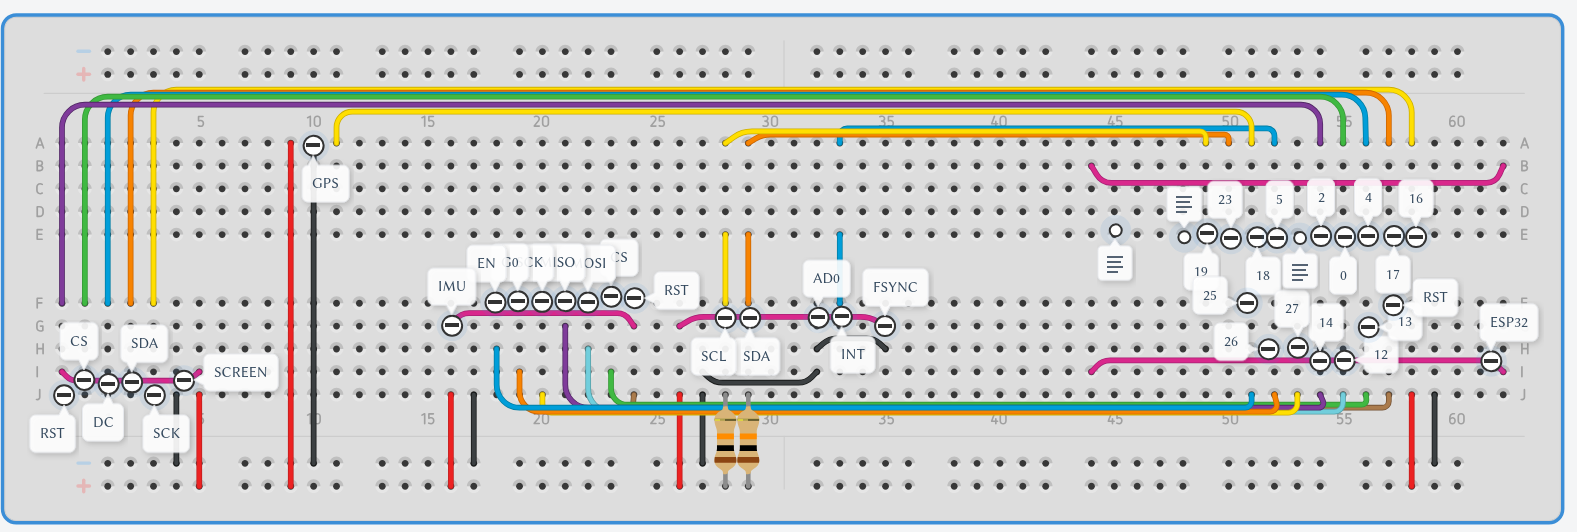 −
+
5 10 15 20 25 30 35 40 45 50 55 60
A A
B B
C C
D D
E E
F F
G G
H H
I I
J J
GPS
23 5 2 4 16
19 18 0 17
25 27 RST
26 14 13 ESP32
12
IMU EN G0 CK ISO OSI CS RST
AD0 FSYNC
SCL SDA INT
CS SDA SCREEN
RST DC SCK
5 10 15 20 25 30 35 40 45 50 55 60
−
+